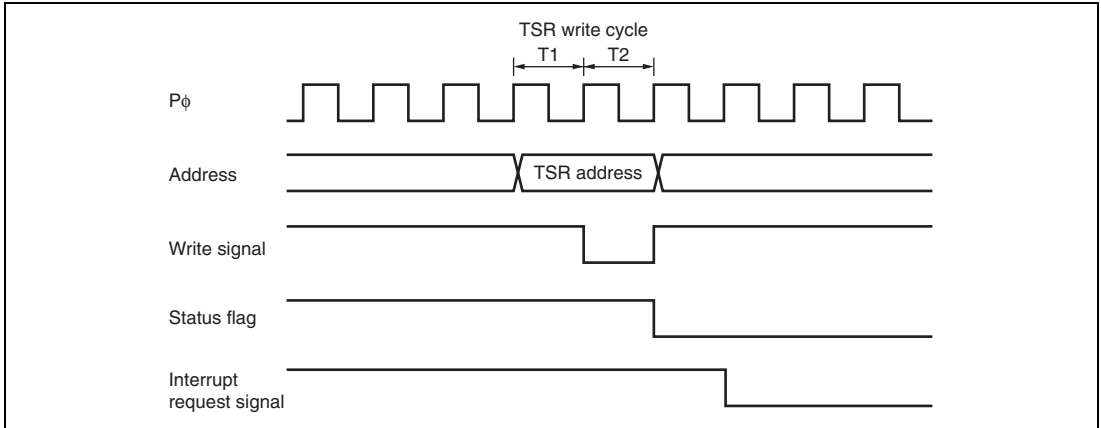 TSR write cycle
T1 T2
Pϕ
Address
TSR address
Write signal
Status flag
Interrupt
request signal